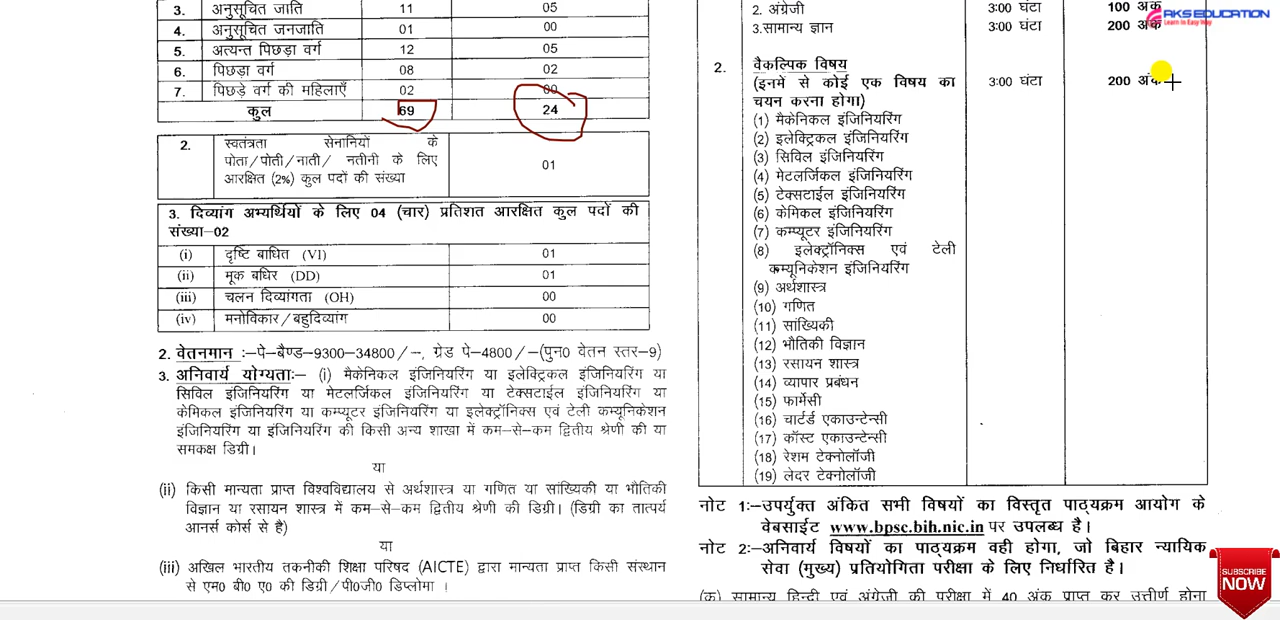 3. अनुसूचित जाति 11 05
4. अनुसूचित जनजाति 01 00
5. अत्यन्त पिछड़ा वर्ग 12 05
6. पिछड़ा वर्ग 08 02
7. पिछड़े वर्ग की महिलाएँ 02 00
कुल 69 24
2. स्वतंत्रता सेनानियों के
पोता/पोती/नाती/ नतीनी के लिए 01
आरक्षित (2%) कुल पदों की संख्या
3. दिव्यांग अभ्यर्थियों के लिए 04 (चार) प्रतिशत आरक्षित कुल पदों की
संख्या-02
(i) दृष्टि बाधित (VI) 01
(ii) मूक बधिर (DD) 01
(iii) चलन दिव्यांगता (OH) 00
(iv) मनोविकार/बहुदिव्यांग 00
2. वेतनमान :-पे-बैण्ड-9300-34800/-, ग्रेड पे-4800/-(पुन0 वेतन स्तर-9)
3. अनिवार्य योग्यताः- (i) मैकेनिकल इंजिनियरिंग या इलेक्ट्रिकल इंजिनियरिंग या
सिविल इंजिनियरिंग या मेटलर्जिकल इंजिनियरिंग या टेक्सटाईल इंजिनियरिंग या
केमिकल इंजिनियरिंग या कम्प्यूटर इंजिनियरिंग या इलेक्ट्रॉनिक्स एवं टेली कम्यूनिकेशन
इंजिनियरिंग या इंजिनियरिंग की किसी अन्य शाखा में कम-से-कम द्वितीय श्रेणी की या
समकक्ष डिग्री।
या
(ii) किसी मान्यता प्राप्त विश्वविद्यालय से अर्थशास्त्र या गणित या सांख्यिकी या भौतिकी
विज्ञान या रसायन शास्त्र में कम-से-कम द्वितीय श्रेणी की डिग्री। (डिग्री का तात्पर्य
आनर्स कोर्स से है)
या
(iii) अखिल भारतीय तकनीकी शिक्षा परिषद (AICTE) द्वारा मान्यता प्राप्त किसी संस्थान
से एम0 बी0 ए0 की डिग्री/पी0जी0 डिप्लोमा ।
2. अंग्रेजी 3:00 घंटा 100 अंक
3.सामान्य ज्ञान 3:00 घंटा 200 अंक
RKS EDUCATION
Learn In Easy Way
2. वैकल्पिक विषय
(इनमें से कोई एक विषय का 3:00 घंटा 200 अंक
चयन करना होगा)
(1) मैकेनिकल इंजिनियरिंग
(2) इलेक्ट्रिकल इंजिनियरिंग
(3) सिविल इंजिनियरिंग
(4) मेटलर्जिकल इंजिनियरिंग
(5) टेक्सटाईल इंजिनियरिंग
(6) केमिकल इंजिनियरिंग
(7) कम्प्यूटर इंजिनियरिंग
(8) इलेक्ट्रॉनिक्स एवं टेली
कम्यूनिकेशन इंजिनियरिंग
(9) अर्थशास्त्र
(10) गणित
(11) सांख्यिकी
(12) भौतिकी विज्ञान
(13) रसायन शास्त्र
(14) व्यापार प्रबंधन
(15) फार्मेसी
(16) चार्टर्ड एकाउन्टेन्सी
(17) कॉस्ट एकाउन्टेन्सी
(18) रेशम टेक्नोलॉजी
(19) लेदर टेक्नोलॉजी
नोट 1:-उपर्युक्त अंकित सभी विषयों का विस्तृत पाठ्यक्रम आयोग के
वेबसाईट www.bpsc.bih.nic.in पर उपलब्ध है।
नोट 2:-अनिवार्य विषयों का पाठ्यक्रम वही होगा, जो बिहार न्यायिक
सेवा (मुख्य) प्रतियोगिता परीक्षा के लिए निर्धारित है।
(क) सामान्य हिन्दी एवं अंग्रेजी की परीक्षा में 40 अंक प्राप्त कर उत्तीर्ण होना
SUBSCRIBE
NOW